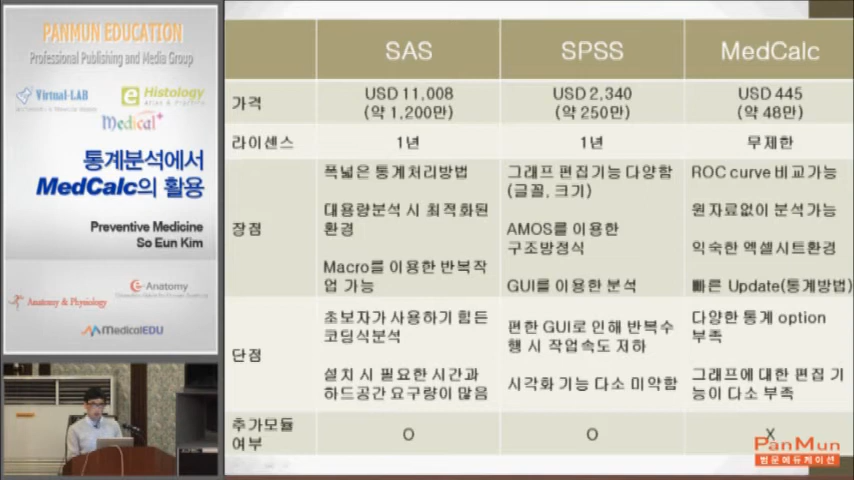 PANMUN EDUCATION
Professional Publishing and Media Group
Virtual-LAB
e Histology
Medical+
통계분석에서
MedCalc의 활용
Preventive Medicine
So Eun Kim
e-Anatomy
Anatomy & Physiology
MedicalEDU
SAS
SPSS
MedCalc
가격
USD 11,008
(약 1,200만)
USD 2,340
(약 250만)
USD 445
(약 48만)
라이센스
1년
1년
무제한
장점
폭넓은 통계처리방법
대용량분석 시 최적화된
환경
Macro를 이용한 반복작
업 가능
그래프 편집기능 다양함
(글꼴, 크기)
AMOS를 이용한
구조방정식
GUI를 이용한 분석
ROC curve 비교가능
원자료없이 분석가능
익숙한 엑셀시트환경
빠른 Update(통계방법)
단점
초보자가 사용하기 힘든
코딩식분석
설치 시 필요한 시간과
하드공간 요구량이 많음
편한 GUI로 인해 반복수
행 시 작업속도 저하
시각화 기능 다소 미약함
다양한 통계 option
부족
그래프에 대한 편집 기
능이 다소 부족
추가모듈
여부
O
O
X
PanMun
범문에듀케이션